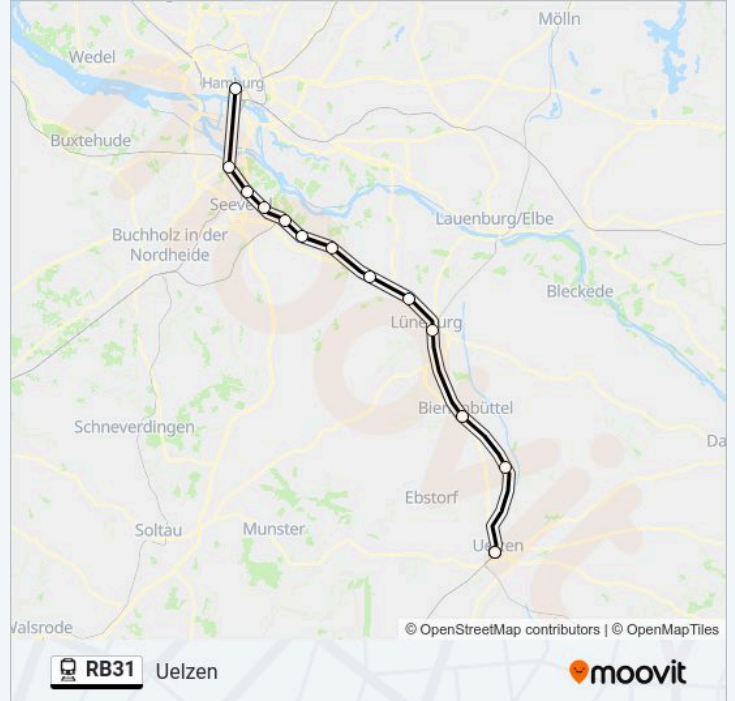 Mölln
Wedel
Hamburg
Buxtehude
Lauenburg/Elbe
Buchholz in der
Nordheide
Bleckede
Lüneburg
Bienenbüttel
Schneverdingen
Da
Ebstorf
Soltau
Munster
Uelzen
Walsrode
© OpenStreetMap contributors | © OpenMapTiles
RB31 Uelzen
moovit